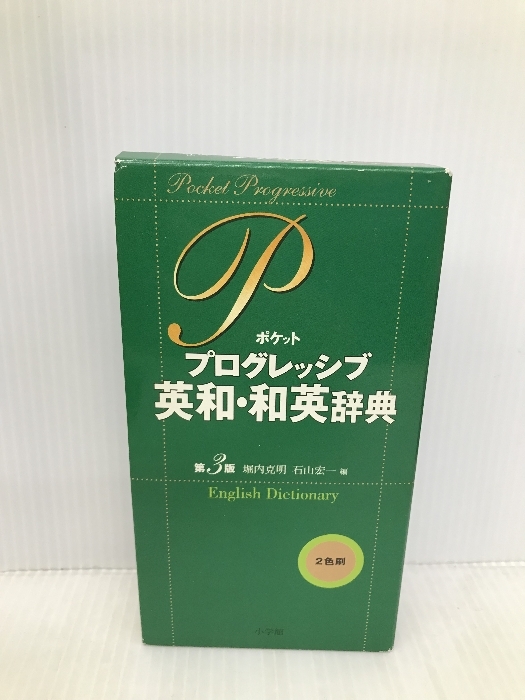 Pocket Progressive
P
ポケット
プログレッシブ
英和・和英辞典
第3版 堀内克明 石山宏一 編
English Dictionary
2色刷
小学館